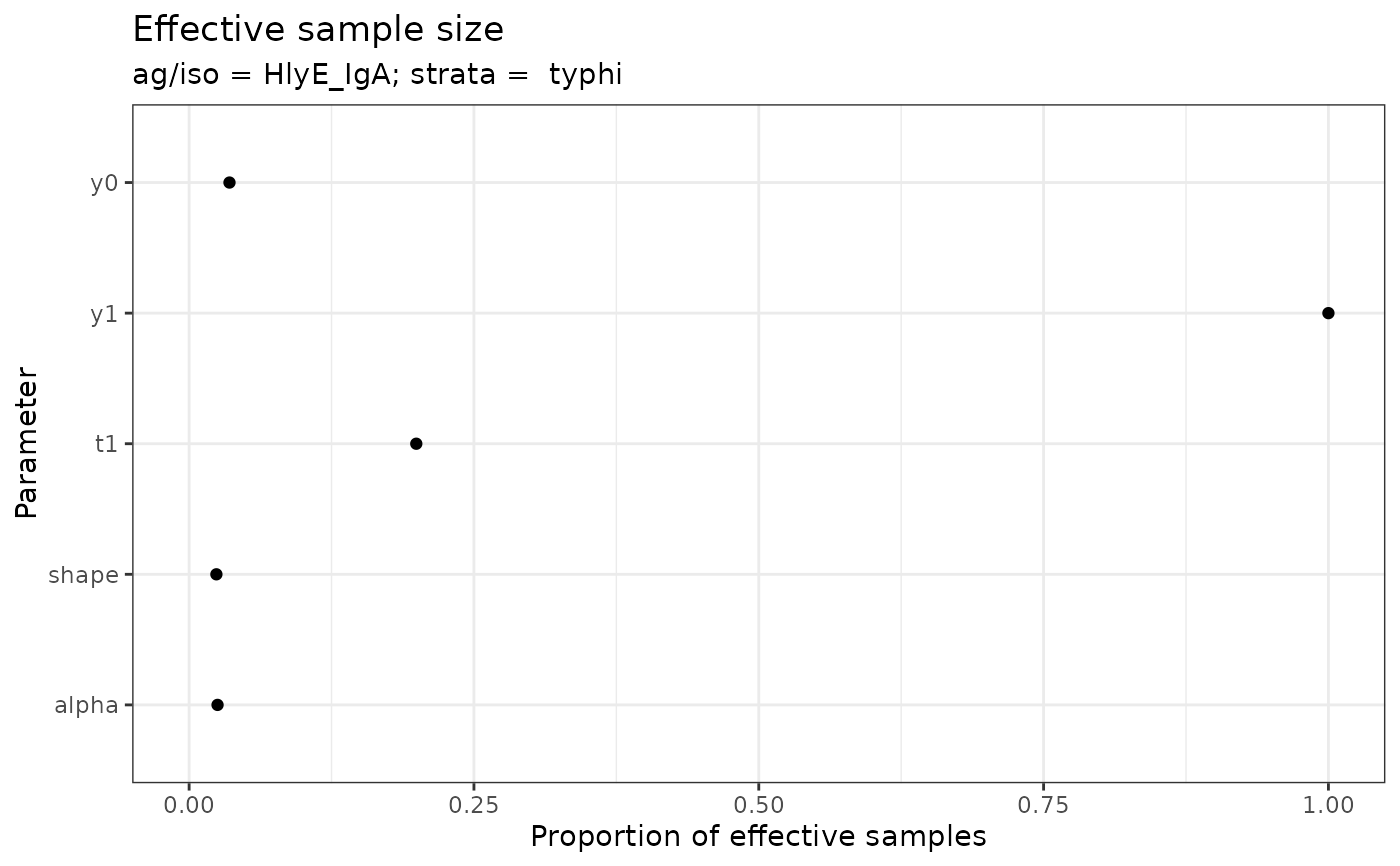 Effective sample size
ag/iso = HlyE_IgA; strata =  typhi
Parameter
y0
y1
t1
shape
alpha
0.00 0.25 0.50 0.75 1.00
Proportion of effective samples